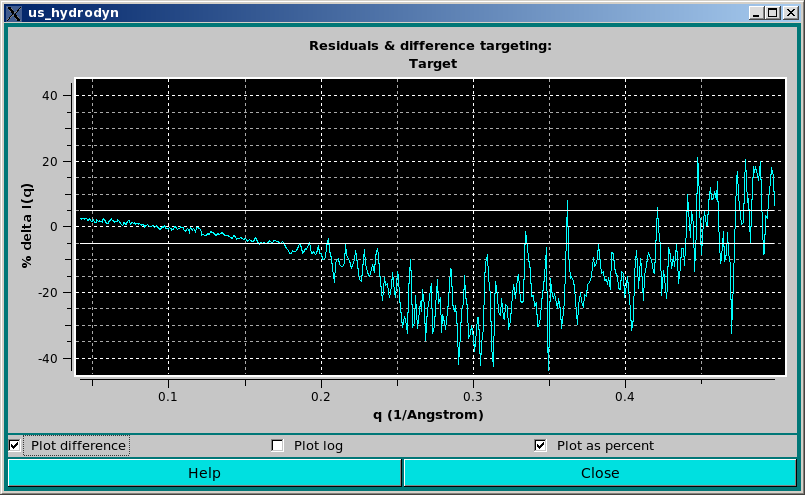 us_hydrodyn
Residuals & difference targeting:
Target
% delta I(q)
40
20
0
-20
-40
0.1
0.2
0.3
0.4
q (1/Angstrom)
Plot difference
Plot log
Plot as percent
Help
Close